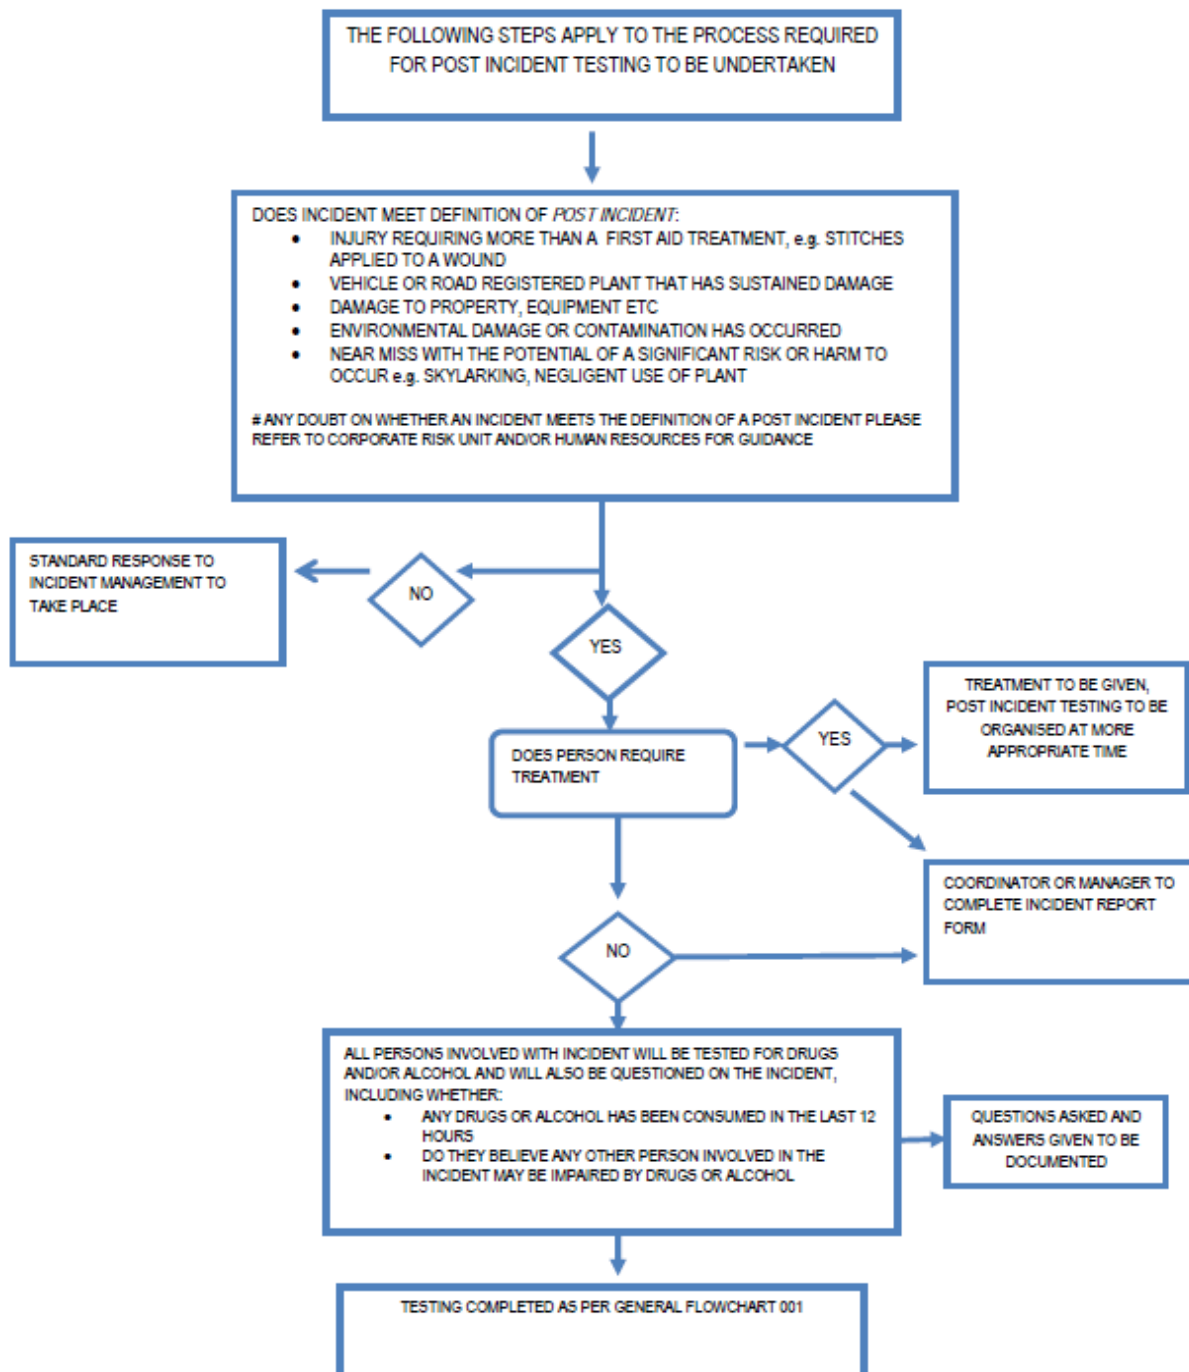 THE FOLLOWING STEPS APPLY TO THE PROCESS REQUIRED
FOR POST INCIDENT TESTING TO BE UNDERTAKEN
DOES INCIDENT MEET DEFINITION OF POST INCIDENT:
• INJURY REQUIRING MORE THAN A FIRST AID TREATMENT, e.g. STITCHES
APPLIED TO A WOUND
• VEHICLE OR ROAD REGISTERED PLANT THAT HAS SUSTAINED DAMAGE
• DAMAGE TO PROPERTY, EQUIPMENT ETC
• ENVIRONMENTAL DAMAGE OR CONTAMINATION HAS OCCURRED
• NEAR MISS WITH THE POTENTIAL OF A SIGNIFICANT RISK OR HARM TO
OCCUR e.g. SKYLARKING, NEGLIGENT USE OF PLANT
# ANY DOUBT ON WHETHER AN INCIDENT MEETS THE DEFINITION OF A POST INCIDENT PLEASE
REFER TO CORPORATE RISK UNIT AND/OR HUMAN RESOURCES FOR GUIDANCE
STANDARD RESPONSE TO
INCIDENT MANAGEMENT TO
TAKE PLACE
NO
YES
DOES PERSON REQUIRE
TREATMENT
YES
TREATMENT TO BE GIVEN,
POST INCIDENT TESTING TO BE
ORGANISED AT MORE
APPROPRIATE TIME
COORDINATOR OR MANAGER TO
COMPLETE INCIDENT REPORT
FORM
NO
ALL PERSONS INVOLVED WITH INCIDENT WILL BE TESTED FOR DRUGS
AND/OR ALCOHOL AND WILL ALSO BE QUESTIONED ON THE INCIDENT,
INCLUDING WHETHER:
• ANY DRUGS OR ALCOHOL HAS BEEN CONSUMED IN THE LAST 12
HOURS
• DO THEY BELIEVE ANY OTHER PERSON INVOLVED IN THE
INCIDENT MAY BE IMPAIRED BY DRUGS OR ALCOHOL
QUESTIONS ASKED AND
ANSWERS GIVEN TO BE
DOCUMENTED
TESTING COMPLETED AS PER GENERAL FLOWCHART 001